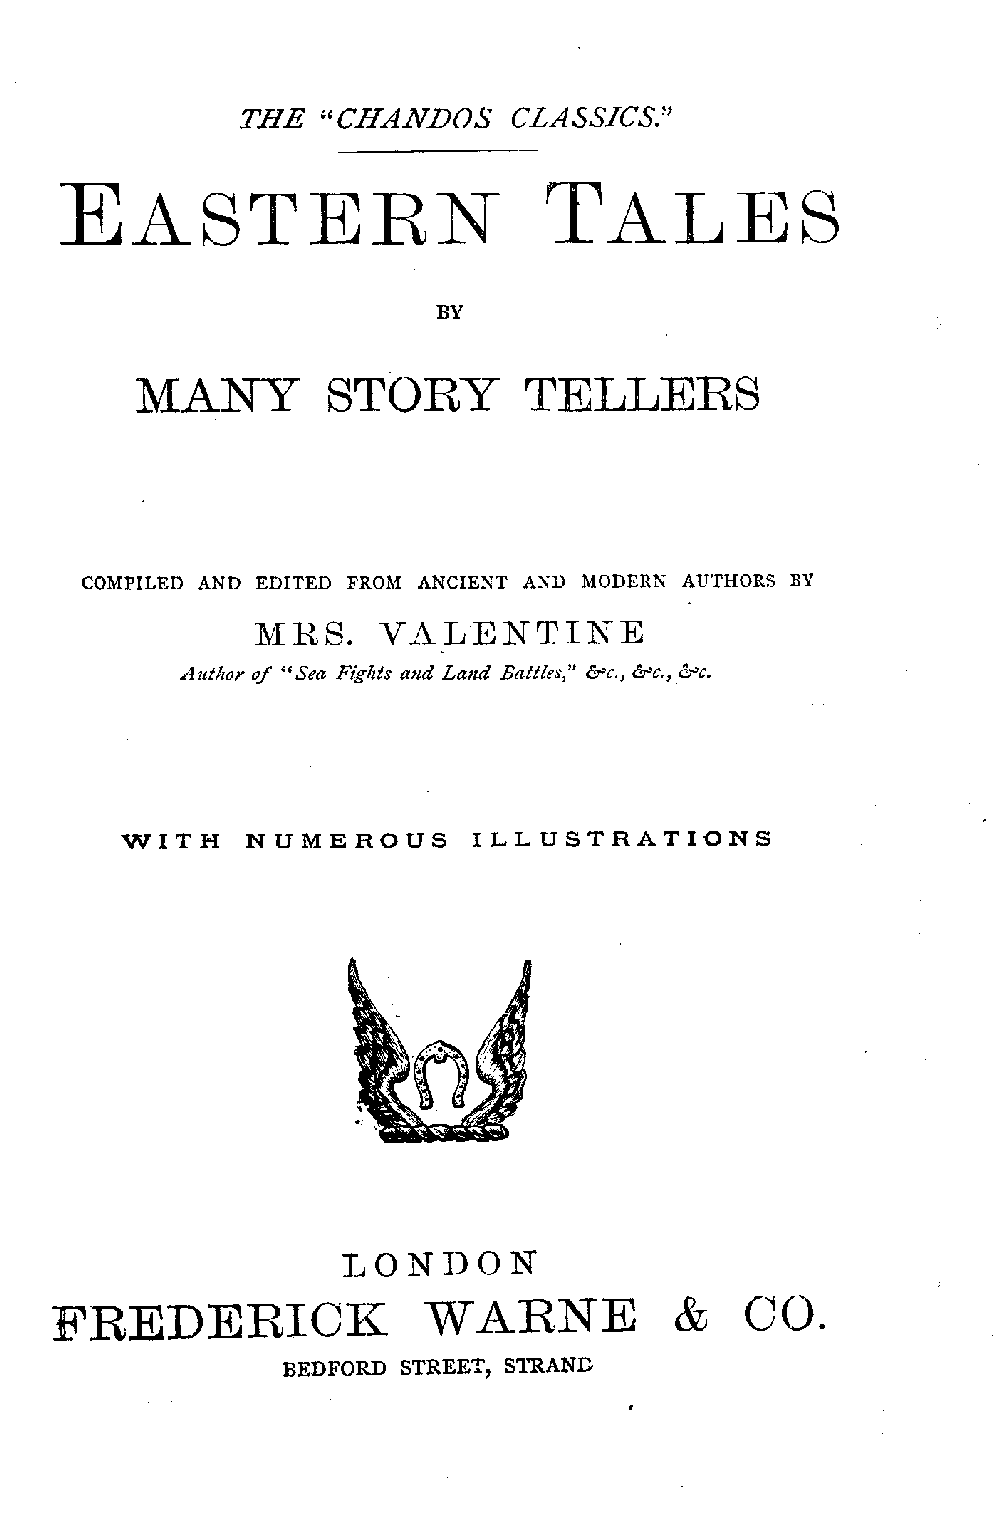 THE "CHANDOS CLASSICS."
EASTERN TALES
BY
MANY STORY TELLERS
COMPILED AND EDITED FROM ANCIENT AND MODERN AUTHORS BY
MRS. VALENTINE
Author of "Sea Fights and Land Battles," &c., &c., &c.
WITH NUMEROUS ILLUSTRATIONS
LONDON
FREDERICK WARNE & CO.
BEDFORD STREET, STRAND